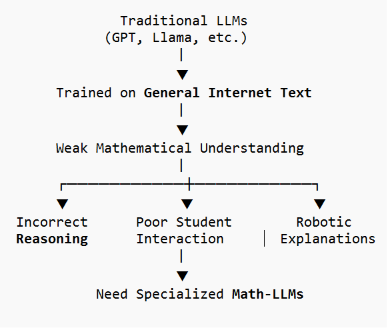 Traditional LLMs
(GPT, Llama, etc.)
Trained on General Internet Text
Weak Mathematical Understanding
Incorrect Reasoning
Poor Student Interaction
Robotic Explanations
Need Specialized Math-LLMs